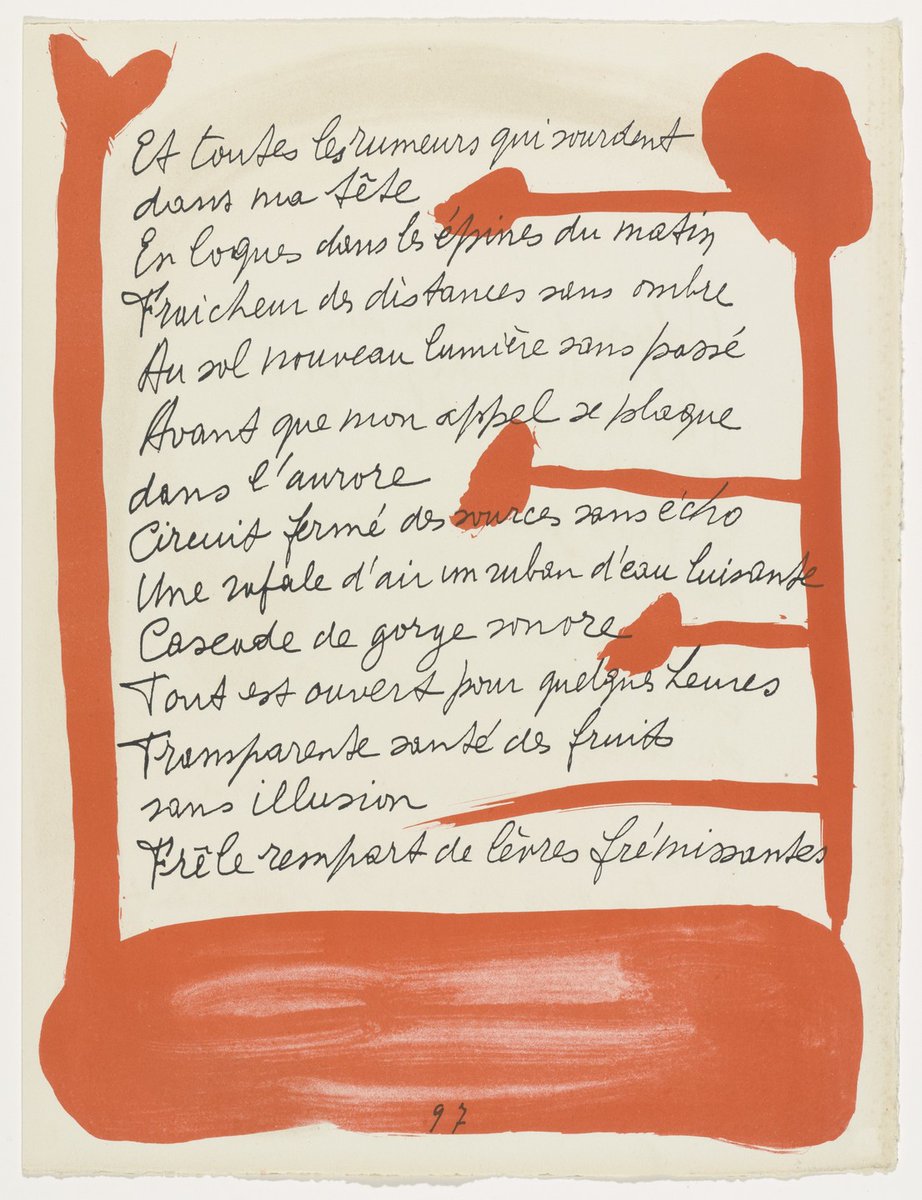 Et toutes les rumeurs qui sourdent
dans ma tête
En loques dans les épines du matin
Fraicheur des distances sans ombre
Au sol nouveau lumière sans passé
Avant que mon appel se plaque
dans l'aurore
Circuit fermé des sources sans écho
Une rafale d'air un ruban d'eau luisante
Cascade de gorge sonore
Tout est ouvert pour quelques heures
Transparente santé des fruits
sans illusion
Frêle rempart de lèvres frémissantes
97